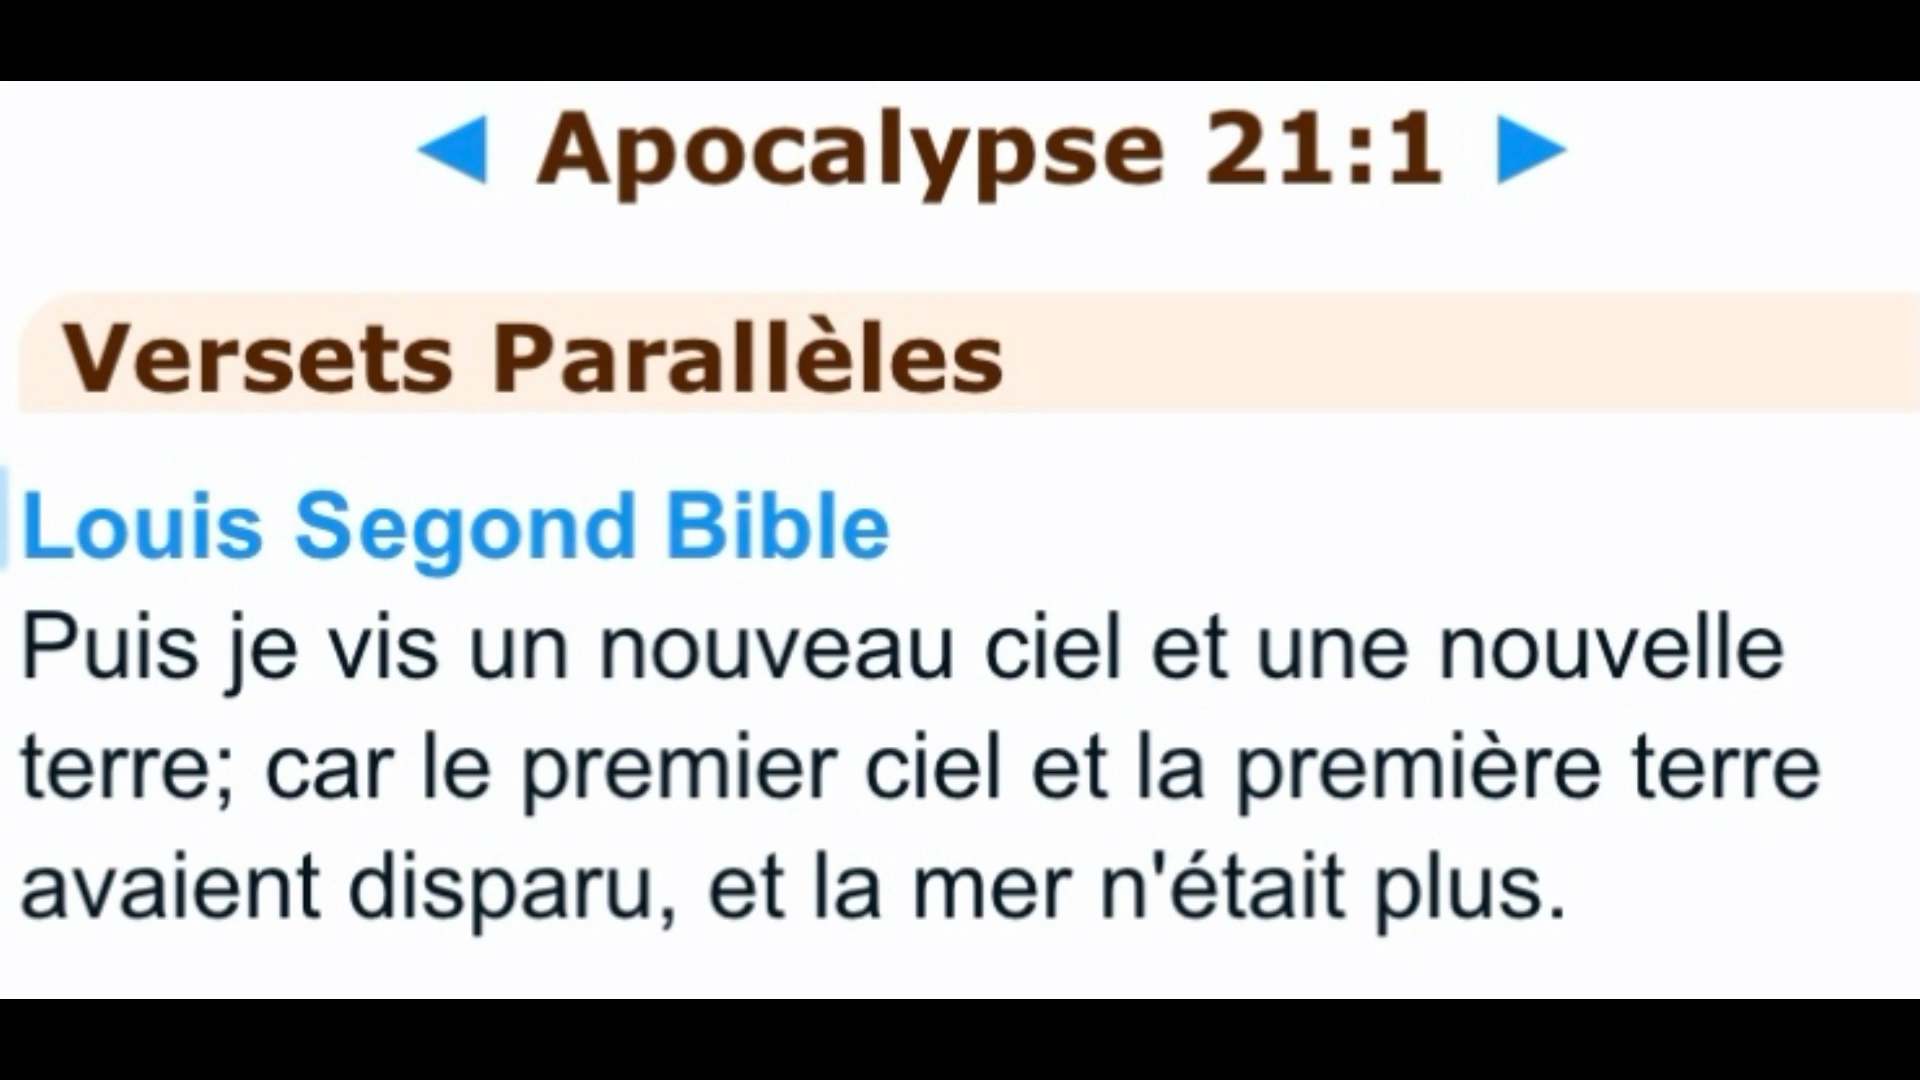 Apocalypse 21:1
Versets Parallèles
Louis Segond Bible
Puis je vis un nouveau ciel et une nouvelle
terre; car le premier ciel et la première terre
avaient disparu, et la mer n'était plus.